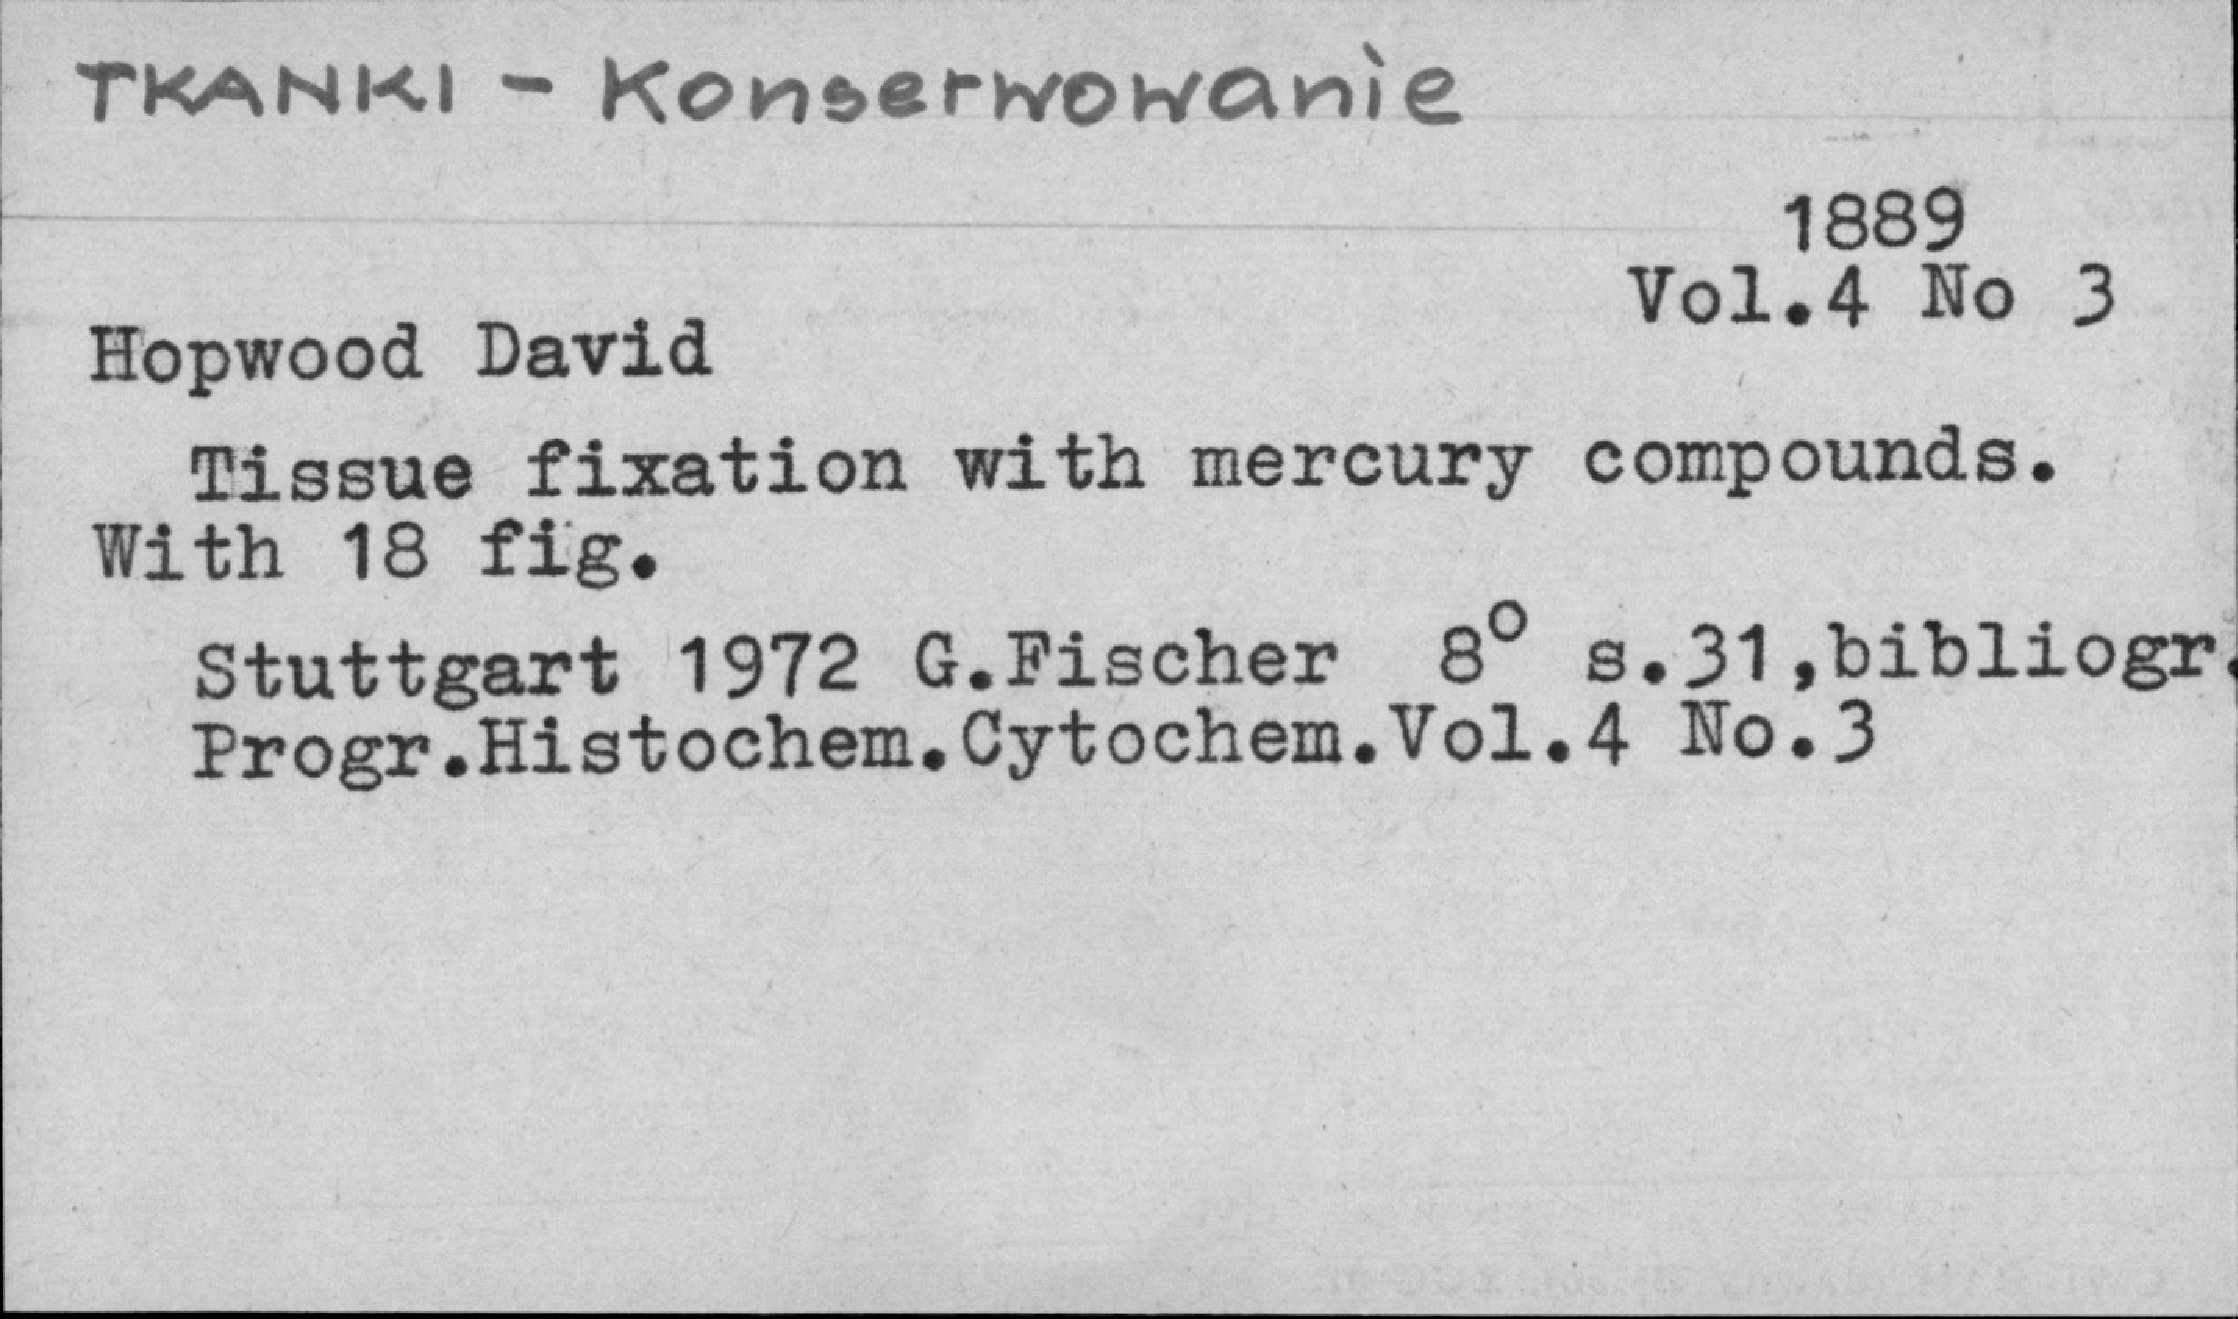 TKANKI - Konserwowanie
1889
Vol.4 No 3
Hopwood David
Tissue fixation with mercury compounds.
With 18 fig.
Stuttgart 1972 G.Fischer 8° s.31,bibliogr.
Progr.Histochem.Cytochem.Vol.4 No.3